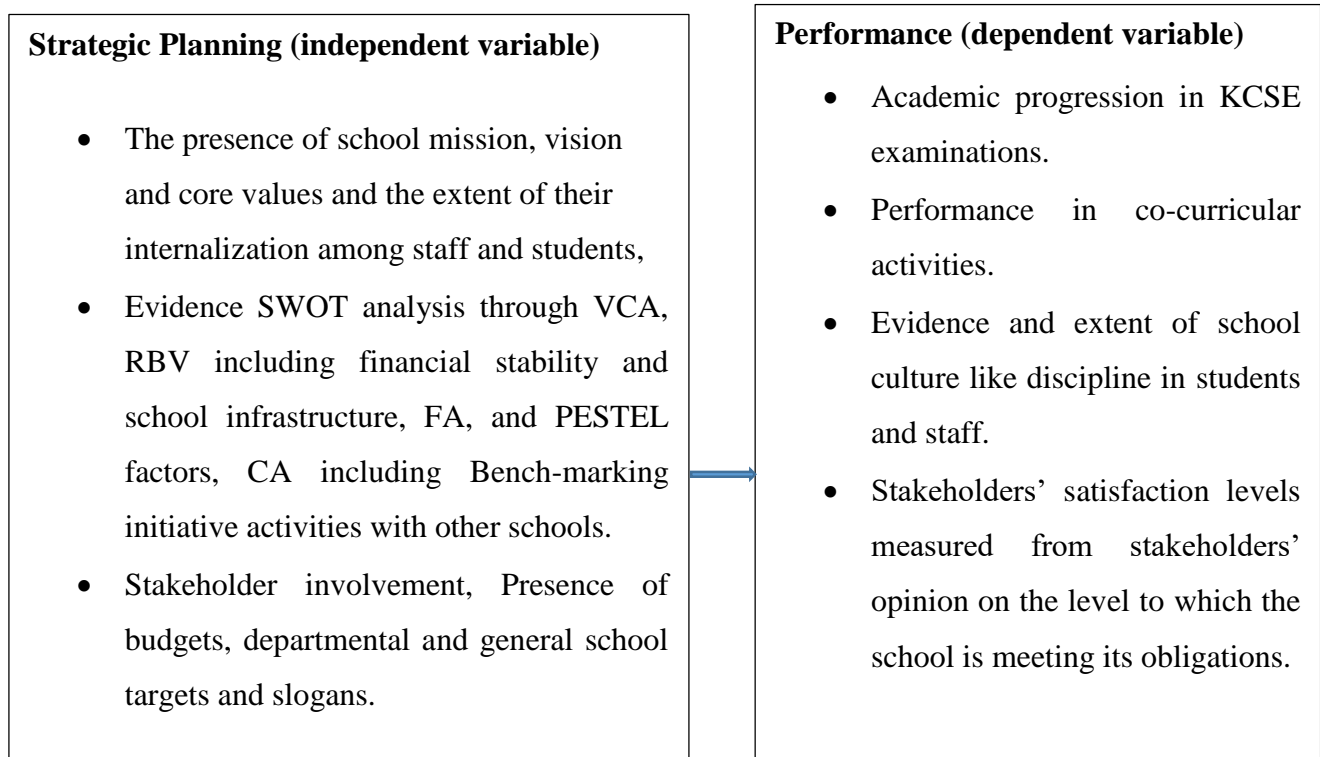 Strategic Planning (independent variable)
• The presence of school mission, vision
and core values and the extent of their
internalization among staff and students,
• Evidence SWOT analysis through VCA,
RBV including financial stability and
school infrastructure, FA, and PESTEL
factors, CA including Bench-marking
initiative activities with other schools.
• Stakeholder involvement, Presence of
budgets, departmental and general school
targets and slogans.
Performance (dependent variable)
• Academic progression in KCSE
examinations.
• Performance in co-curricular
activities.
• Evidence and extent of school
culture like discipline in students
and staff.
• Stakeholders’ satisfaction levels
measured from stakeholders’
opinion on the level to which the
school is meeting its obligations.